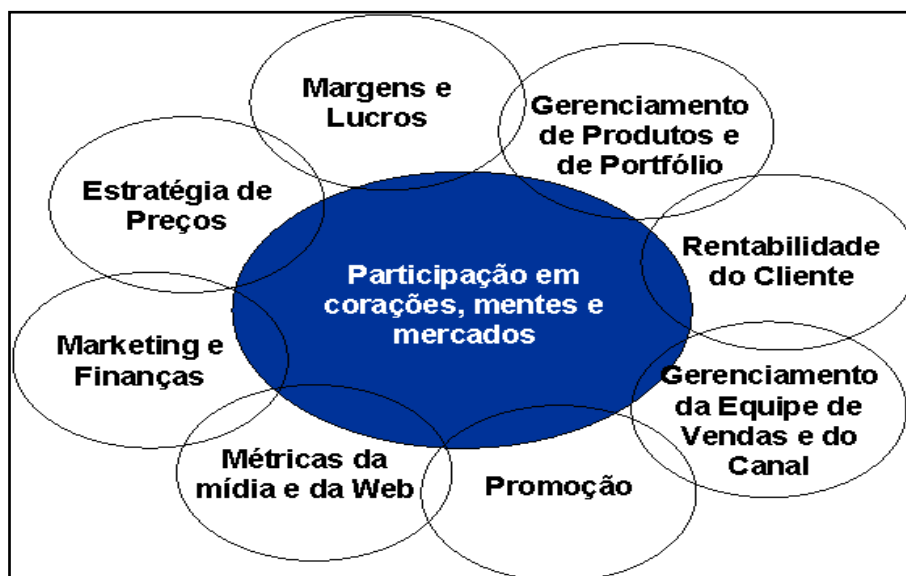 Margens e
Lucros
Gerenciamento
de Produtos e
de Portfólio
Estratégia de
Preços
Rentabilidade
do Cliente
Participação em
corações, mentes e
mercados
Marketing e
Finanças
Gerenciamento
da Equipe de
Vendas e do
Canal
Métricas da
mídia e da Web
Promoção